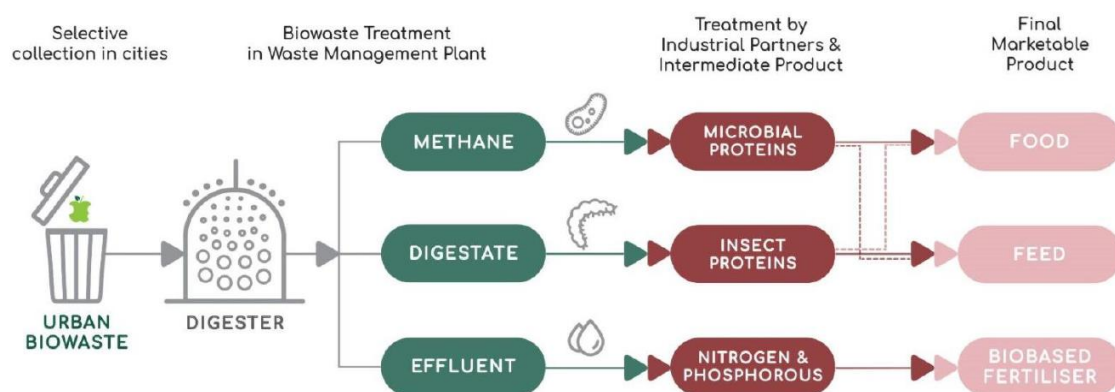 Selective
collection in cities
Biowaste Treatment
in Waste Management Plant
Treatment by
Industrial Partners &
Intermediate Product
Final
Marketable
Product
METHANE
MICROBIAL
PROTEINS
FOOD
DIGESTATE
INSECT
PROTEINS
FEED
URBAN
BIOWASTE
DIGESTER
EFFLUENT
NITROGEN &
PHOSPHOROUS
BIOBASED
FERTILISER